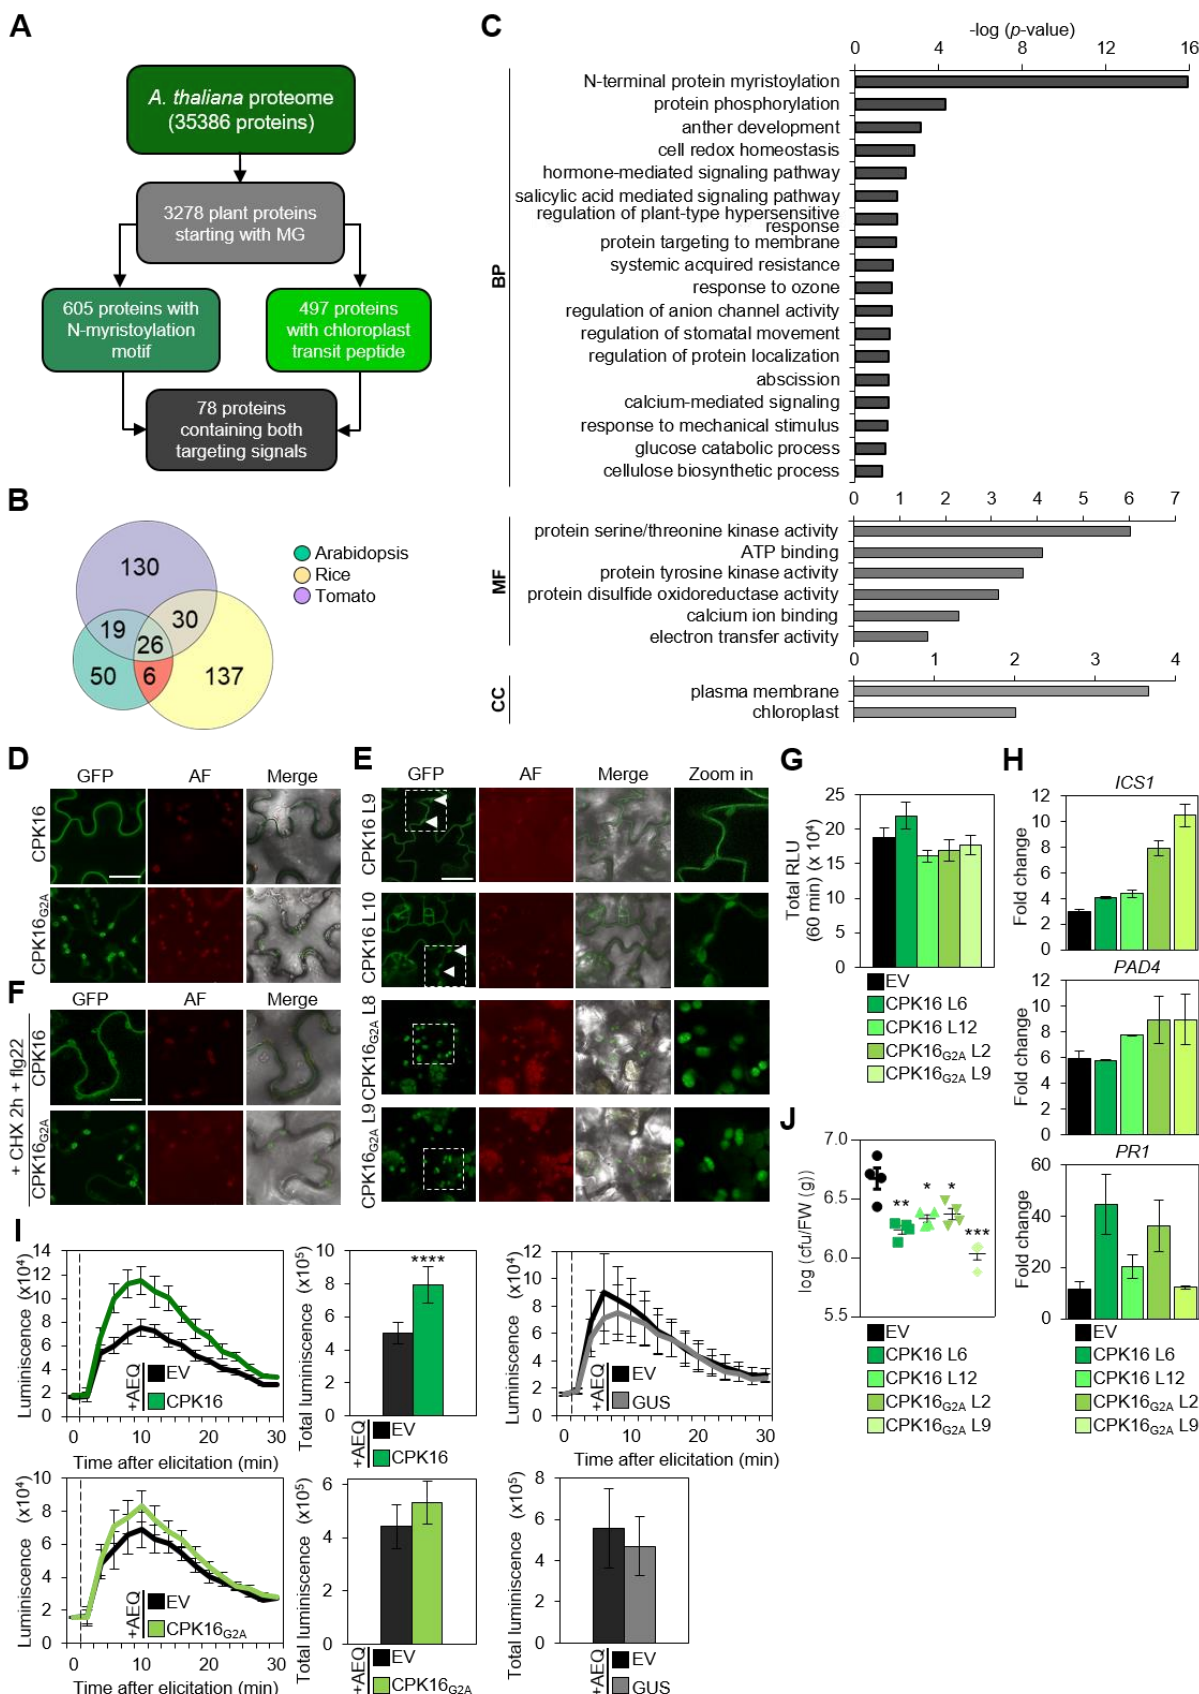 A
A. thaliana proteome
(35386 proteins)
3278 plant proteins
starting with MG
605 proteins with
N-myristoylation
motif
497 proteins
with chloroplast
transit peptide
78 proteins
containing both
targeting signals
B
130
19
30
26
50
6
137
Arabidopsis
Rice
Tomato
C
-log (p-value)
0 4 8 12 16
BP
N-terminal protein myristoylation
protein phosphorylation
anther development
cell redox homeostasis
hormone-mediated signaling pathway
salicylic acid mediated signaling pathway
regulation of plant-type hypersensitive
response
protein targeting to membrane
systemic acquired resistance
response to ozone
regulation of anion channel activity
regulation of stomatal movement
regulation of protein localization
abscission
calcium-mediated signaling
response to mechanical stimulus
glucose catabolic process
cellulose biosynthetic process
0 1 2 3 4 5 6 7
MF
protein serine/threonine kinase activity
ATP binding
protein tyrosine kinase activity
protein disulfide oxidoreductase activity
calcium ion binding
electron transfer activity
0 1 2 3 4
CC
plasma membrane
chloroplast
D
GFP AF Merge
CPK16
CPK16G2A
E
GFP AF Merge Zoom in
CPK16 L9
CPK16 L10
CPK16G2A L8
CPK16G2A L9
F
GFP AF Merge
+ CHX 2h + flg22
CPK16
CPK16G2A
G
Total RLU
(60 min) (x 10⁴)
25
20
15
10
5
0
EV
CPK16 L6
CPK16 L12
CPK16G2A L2
CPK16G2A L9
H
ICS1
Fold change
12
10
8
6
4
2
0
PAD4
Fold change
12
10
8
6
4
2
0
PR1
Fold change
60
40
20
0
EV
CPK16 L6
CPK16 L12
CPK16G2A L2
CPK16G2A L9
J
log (cfu/FW (g))
7.0
6.5
6.0
5.5
**
*
*
***
EV
CPK16 L6
CPK16 L12
CPK16G2A L2
CPK16G2A L9
I
Luminiscence (x10⁴)
14
12
10
8
6
4
2
0
+AEQ
EV
CPK16
0 10 20 30
Time after elicitation (min)
Total luminiscence (x10⁵)
10
8
6
4
2
0
****
+AEQ
EV
CPK16
Luminiscence (x10⁴)
12
10
8
6
4
2
0
+AEQ
EV
GUS
0 10 20 30
Time after elicitation (min)
Luminiscence (x10⁴)
10
8
6
4
2
0
+AEQ
EV
CPK16G2A
0 10 20 30
Time after elicitation (min)
Total luminiscence (x10⁵)
6
4
2
0
+AEQ
EV
CPK16G2A
Total luminiscence (x10⁵)
8
6
4
2
0
+AEQ
EV
GUS